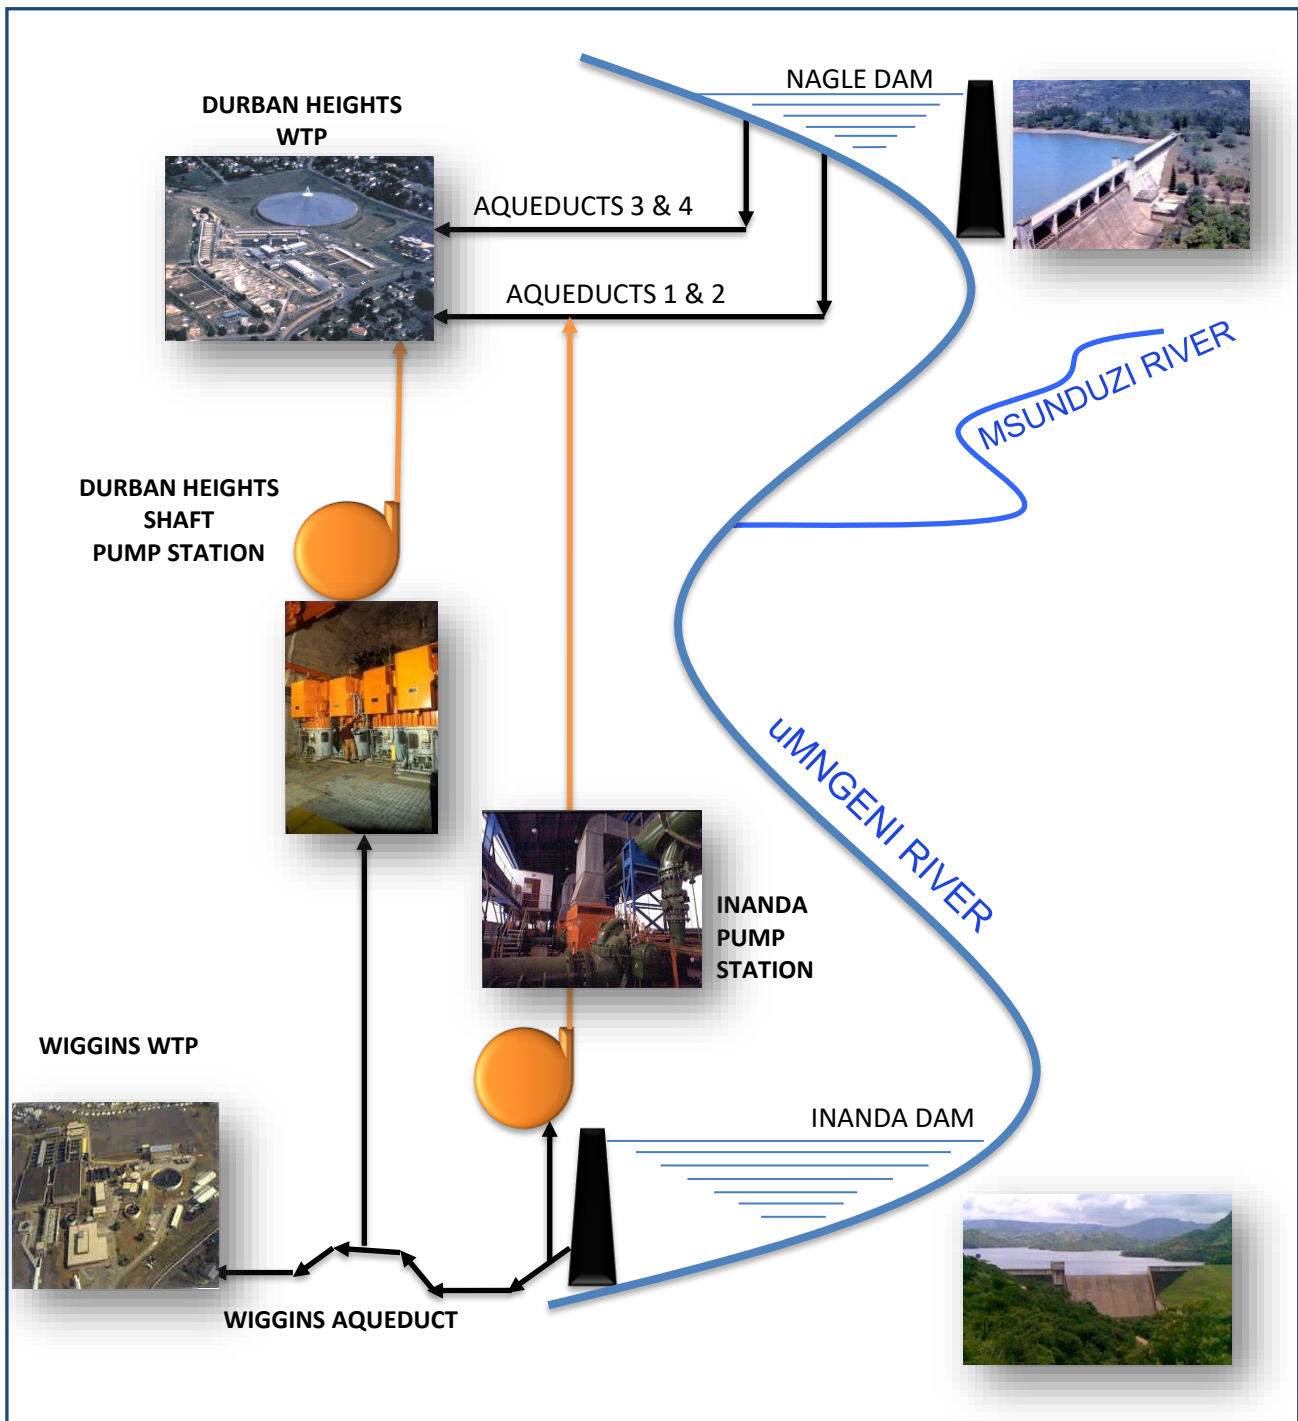 NAGLE DAM
DURBAN HEIGHTS
WTP
AQUEDUCTS 3 & 4
AQUEDUCTS 1 & 2
MSUNDUZI RIVER
DURBAN HEIGHTS
SHAFT
PUMP STATION
uMNGENI RIVER
INANDA
PUMP
STATION
WIGGINS WTP
INANDA DAM
WIGGINS AQUEDUCT